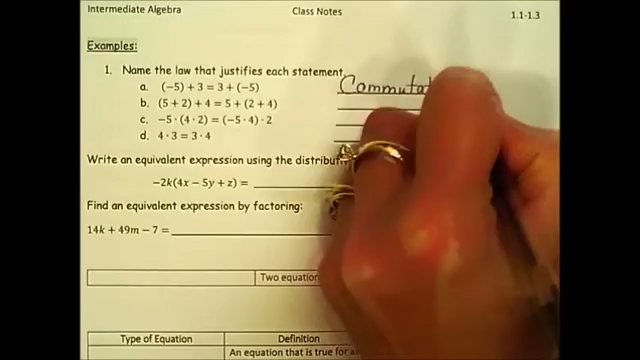 Intermediate Algebra Class Notes 1.1-1.3
Examples:
1. Name the law that justifies each statement.
a. (−5) + 3 = 3 + (−5) Commutat
b. (5 + 2) + 4 = 5 + (2 + 4)
c. −5 · (4 · 2) = (−5 · 4) · 2
d. 4 · 3 = 3 · 4
Write an equivalent expression using the
−2k(4x − 5y + z) =
Find an equivalent expression by factoring:
14k + 49m − 7 =
Two equation
Type of Equation Definition
An equation that is true for